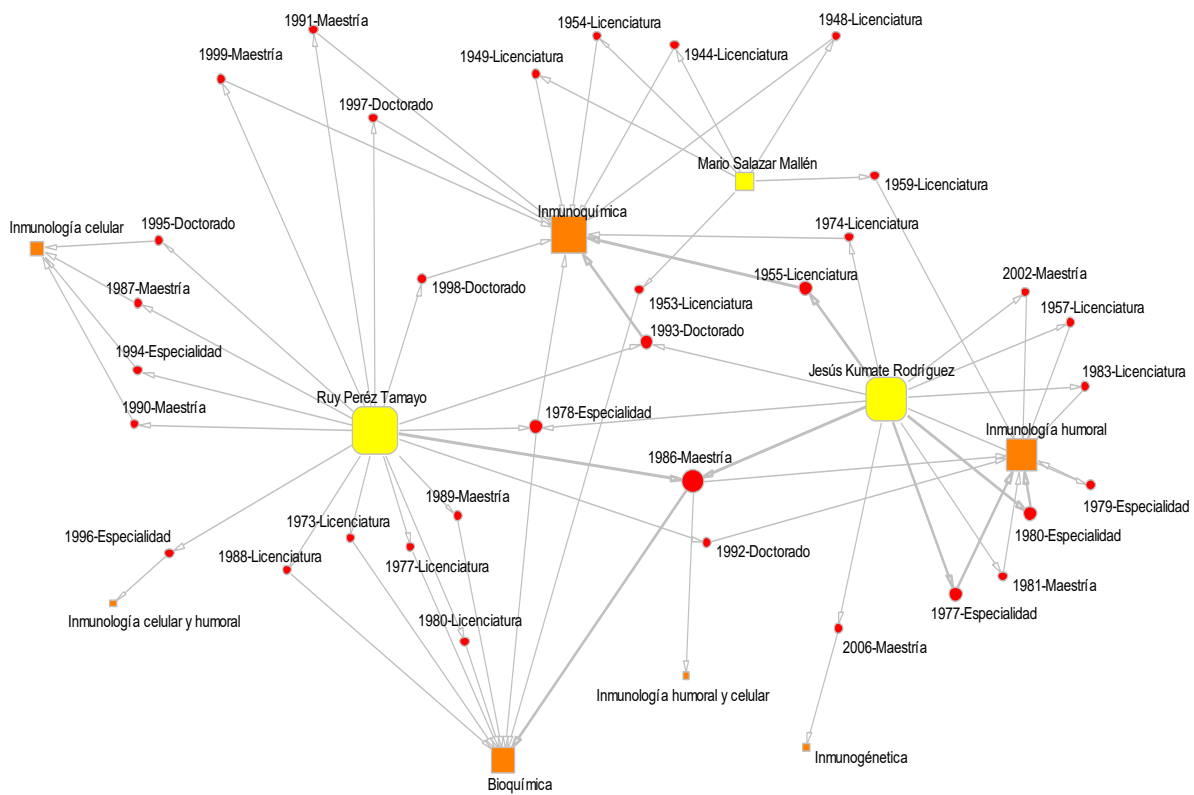 1991-Maestría
1954-Licenciatura
1948-Licenciatura
1999-Maestría
1949-Licenciatura
1944-Licenciatura
1997-Doctorado
Mario Salazar Mallén
1959-Licenciatura
Inmunoquímica
Inmunología celular
1995-Doctorado
1974-Licenciatura
1955-Licenciatura
2002-Maestría
1987-Maestría
1998-Doctorado
1953-Licenciatura
1957-Licenciatura
1993-Doctorado
1994-Especialidad
Jesús Kumate Rodríguez
1983-Licenciatura
Ruy Peréz Tamayo
1990-Maestría
1978-Especialidad
Inmunología humoral
1986-Maestría
1989-Maestría
1979-Especialidad
1973-Licenciatura
1996-Especialidad
1980-Especialidad
1988-Licenciatura
1992-Doctorado
1977-Licenciatura
1981-Maestría
1977-Especialidad
Inmunología celular y humoral
1980-Licenciatura
2006-Maestría
Inmunología humoral y celular
Inmunogénetica
Bioquímica